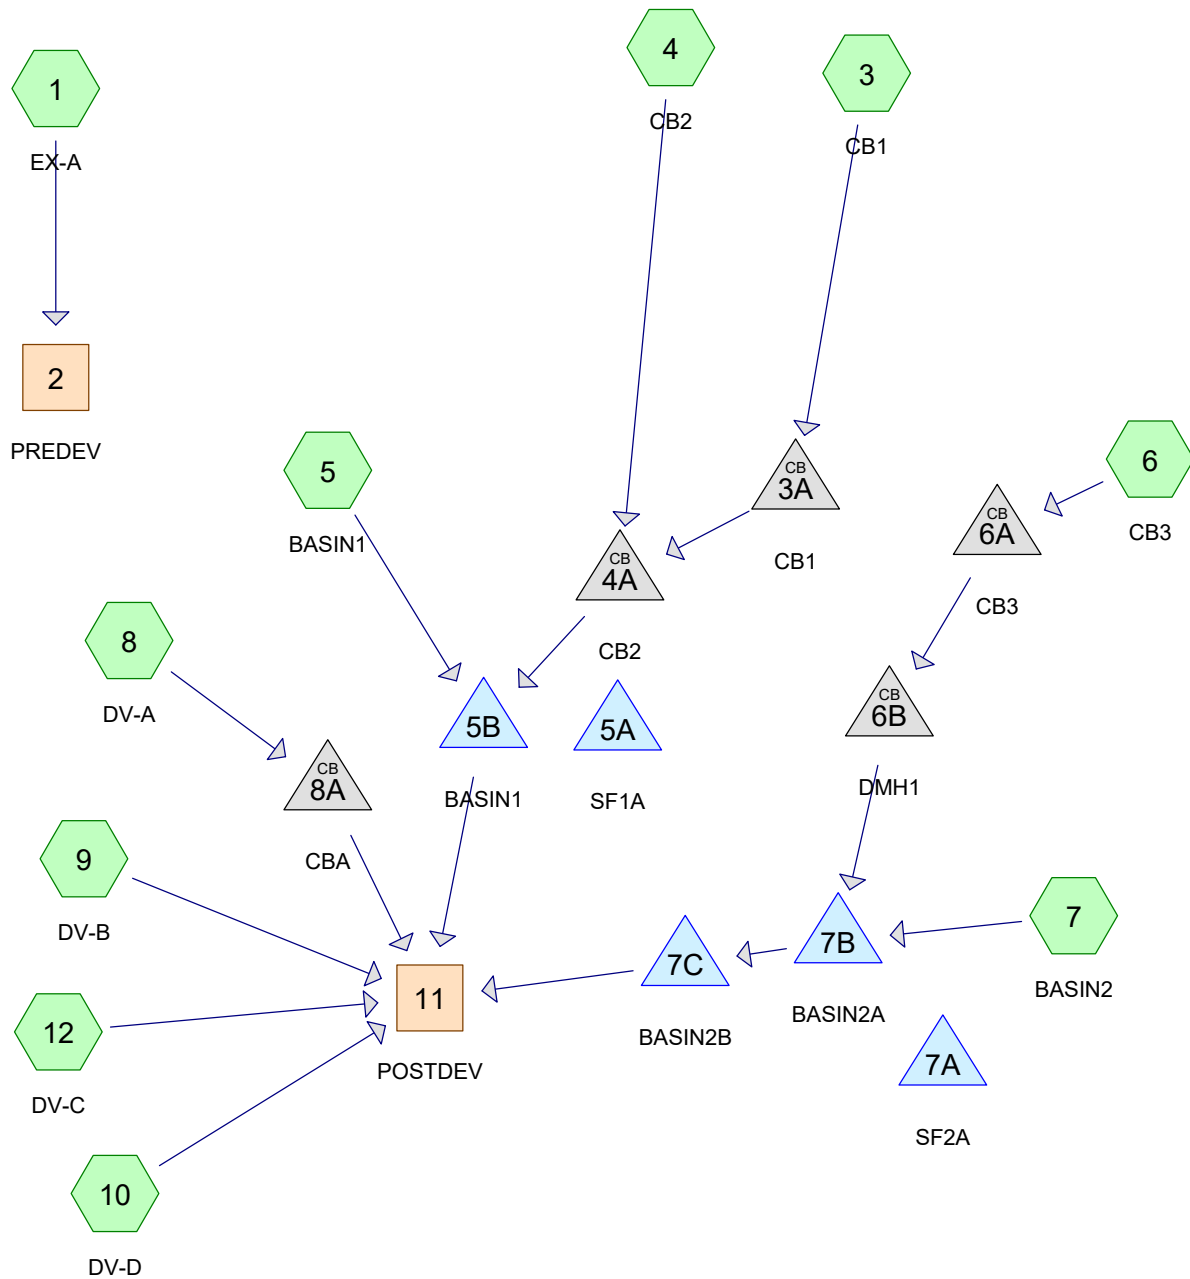 4
CB2
3
CB1
1
EX-A
2
PREDEV
5
BASIN1
CB
3A
CB1
6
CB3
CB
6A
CB3
CB
4A
CB2
8
DV-A
5B
BASIN1
5A
SF1A
CB
6B
DMH1
CB
8A
CBA
9
DV-B
7
BASIN2
7B
BASIN2A
7C
BASIN2B
11
POSTDEV
12
DV-C
7A
SF2A
10
DV-D